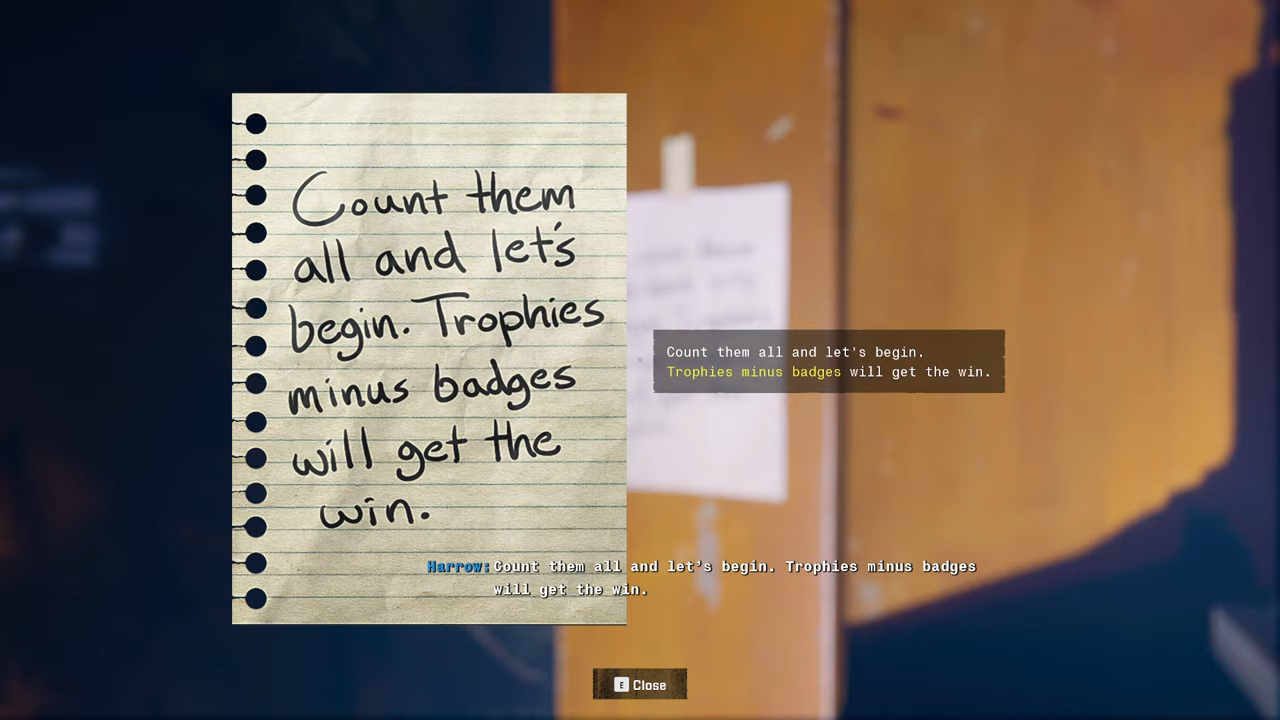 Count them
all and let's
begin. Trophies
minus badges
will get the
win.
Count them all and let's begin.
Trophies minus badges will get the win.
Harrow: Count them all and let's begin. Trophies minus badges
will get the win.
E Close